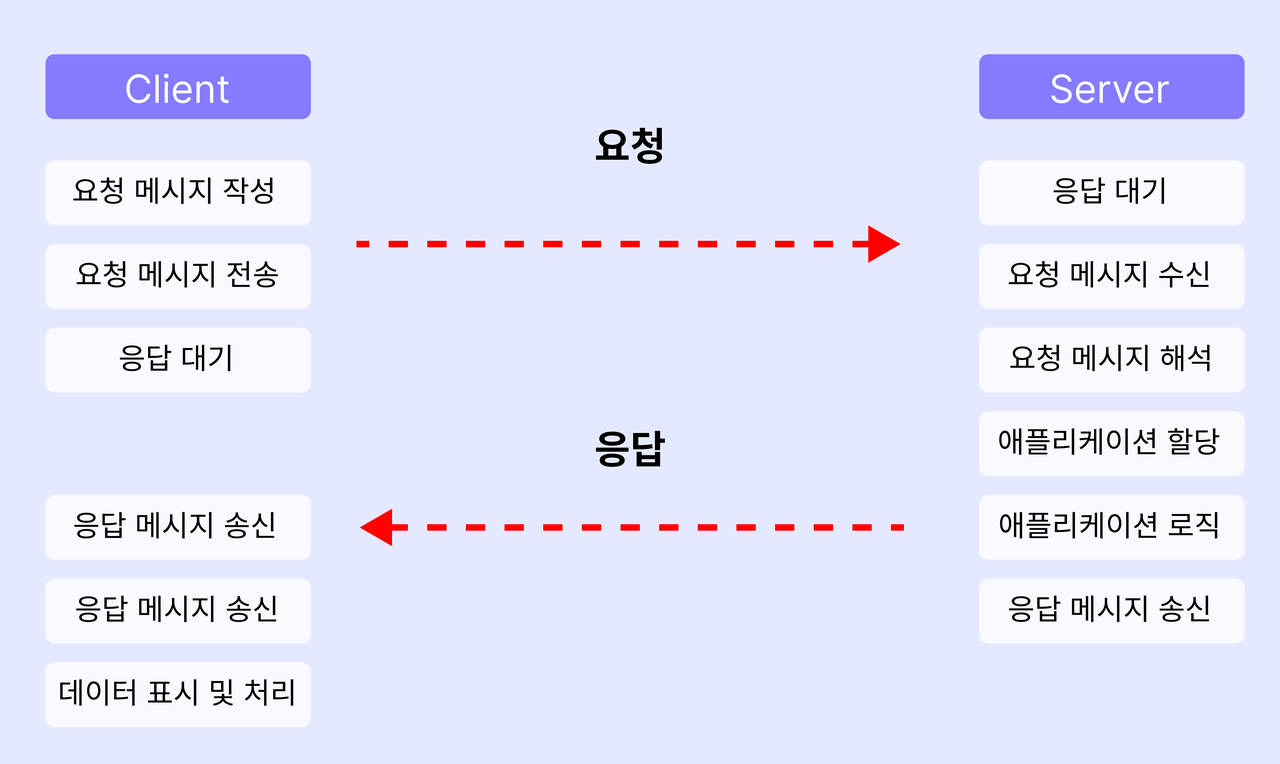 Client
요청 메시지 작성
요청 메시지 전송
응답 대기
응답 메시지 송신
응답 메시지 송신
데이터 표시 및 처리
요청
응답
Server
응답 대기
요청 메시지 수신
요청 메시지 해석
애플리케이션 할당
애플리케이션 로직
응답 메시지 송신